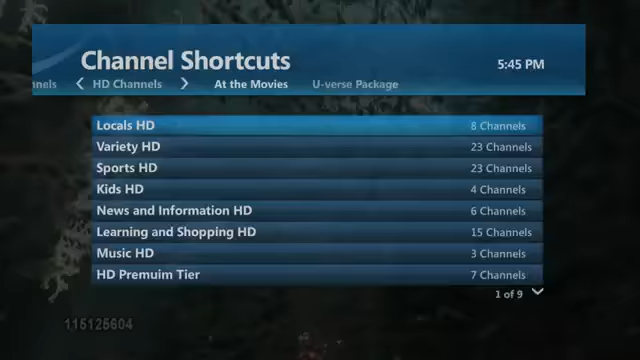 Channel Shortcuts
5:45 PM
nnels < HD Channels > At the Movies U-verse Package
Locals HD 8 Channels
Variety HD 23 Channels
Sports HD 23 Channels
Kids HD 4 Channels
News and Information HD 6 Channels
Learning and Shopping HD 15 Channels
Music HD 3 Channels
HD Premuim Tier 7 Channels
1 of 9
115125604